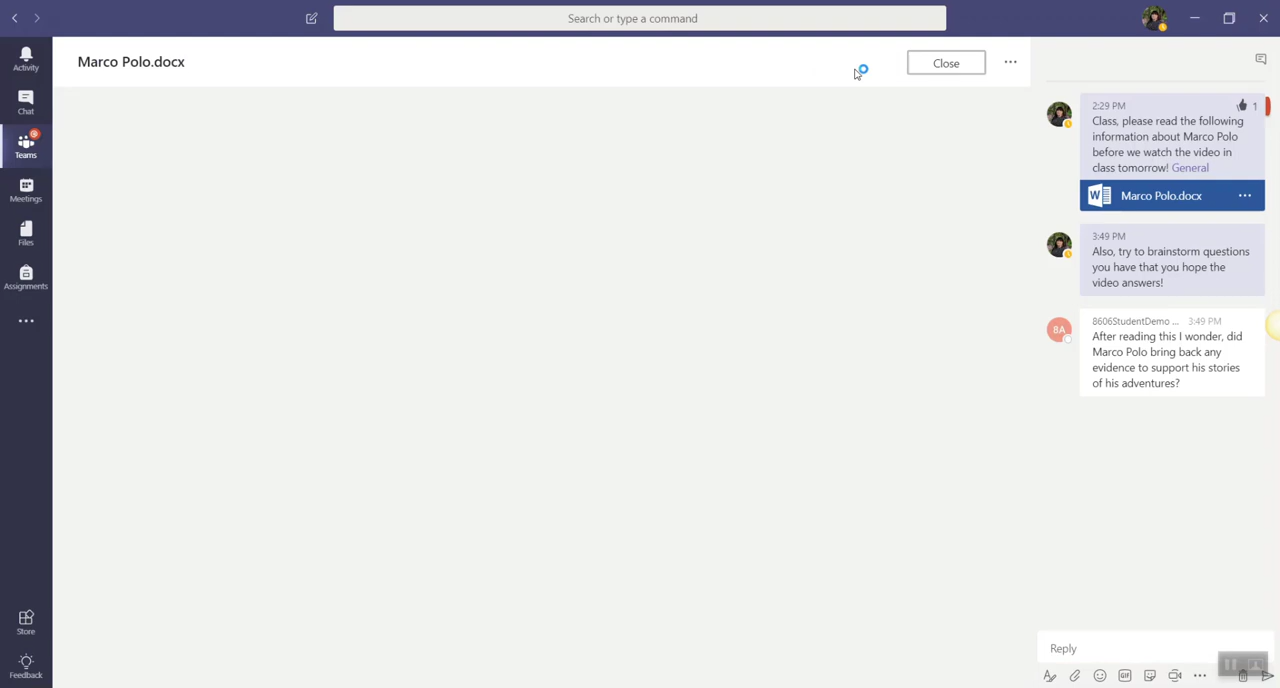 Search or type a command
Activity
Chat
Teams
Meetings
Files
Assignments
Store
Feedback
Marco Polo.docx
Close
2:29 PM
1
Class, please read the following
information about Marco Polo
before we watch the video in
class tomorrow! General
W
Marco Polo.docx
3:49 PM
Also, try to brainstorm questions
you have that you hope the
video answers!
8A
8606StudentDemo ... 3:49 PM
After reading this I wonder, did
Marco Polo bring back any
evidence to support his stories
of his adventures?
Reply
GIF